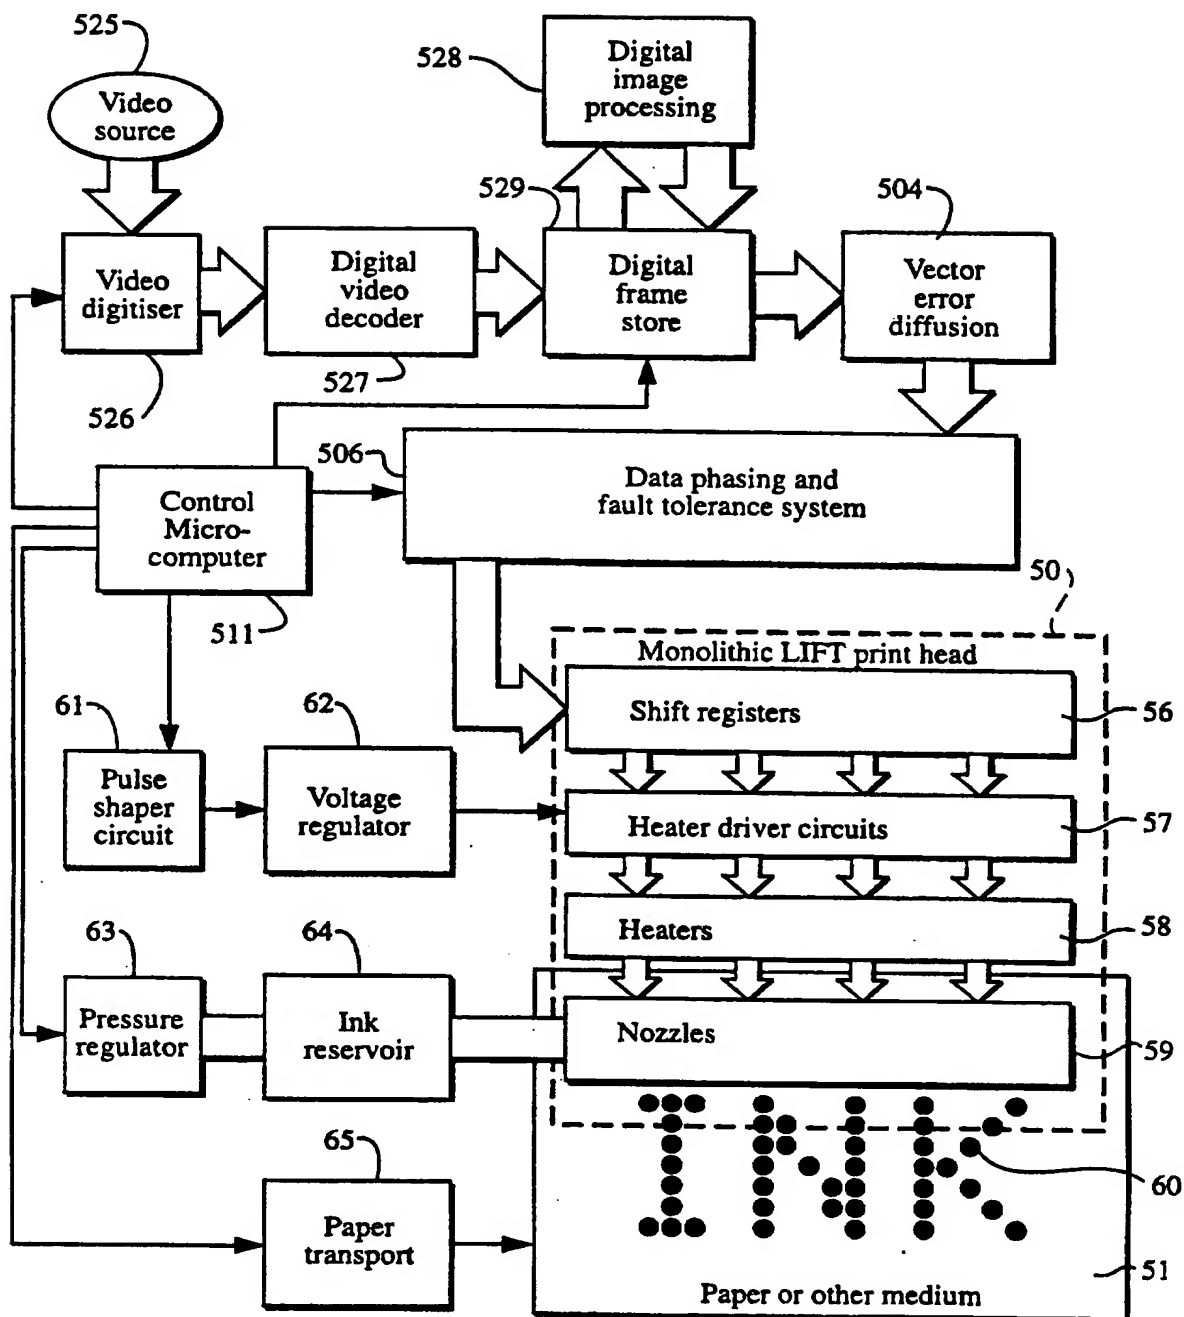 525
Video
source
528
Digital
image
processing
529
504
Video
digitiser
Digital
video
decoder
Digital
frame
store
Vector
error
diffusion
526
527
506
Control
Micro-
computer
Data phasing and
fault tolerance system
511
50
Monolithic LIFT print head
61
62
Shift registers
56
Pulse
shaper
circuit
Voltage
regulator
Heater driver circuits
57
63
64
Heaters
58
Pressure
regulator
Ink
reservoir
Nozzles
59
INK
65
60
Paper
transport
51
Paper or other medium